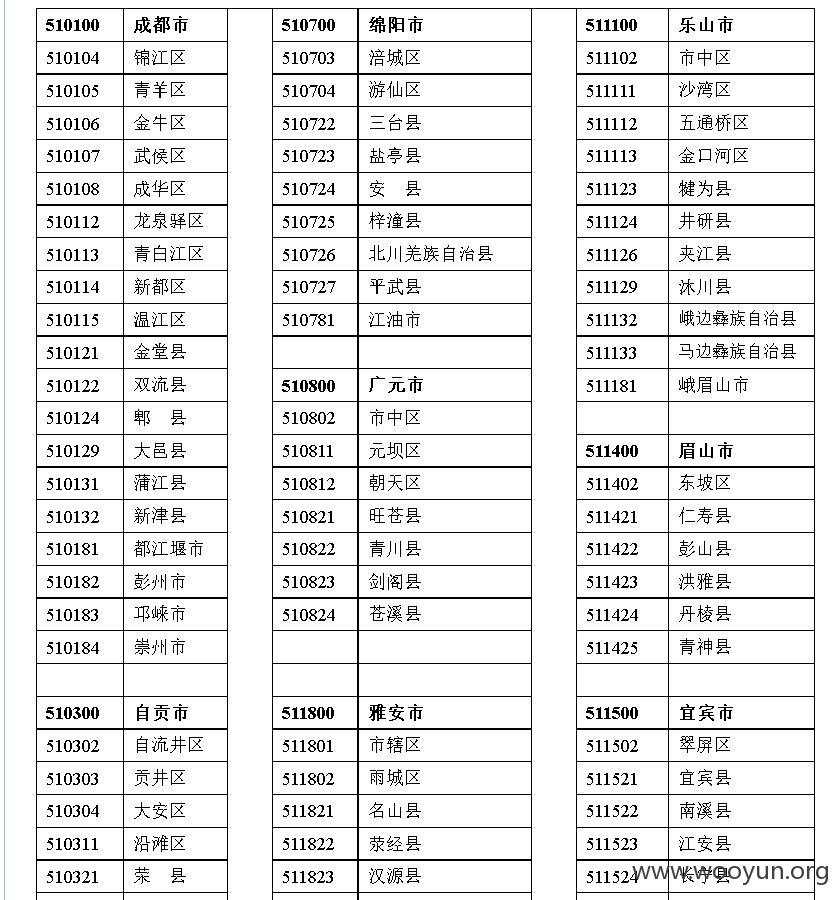 510100 成都市 510700 绵阳市 511100 乐山市
510104 锦江区 510703 涪城区 511102 市中区
510105 青羊区 510704 游仙区 511111 沙湾区
510106 金牛区 510722 三台县 511112 五通桥区
510107 武侯区 510723 盐亭县 511113 金口河区
510108 成华区 510724 安 县 511123 犍为县
510112 龙泉驿区 510725 梓潼县 511124 井研县
510113 青白江区 510726 北川羌族自治县 511126 夹江县
510114 新都区 510727 平武县 511129 沐川县
510115 温江区 510781 江油市 511132 峨边彝族自治县
510121 金堂县 511133 马边彝族自治县
510122 双流县 510800 广元市 511181 峨眉山市
510124 郫 县 510802 市中区
510129 大邑县 510811 元坝区 511400 眉山市
510131 蒲江县 510812 朝天区 511402 东坡区
510132 新津县 510821 旺苍县 511421 仁寿县
510181 都江堰市 510822 青川县 511422 彭山县
510182 彭州市 510823 剑阁县 511423 洪雅县
510183 邛崃市 510824 苍溪县 511424 丹棱县
510184 崇州市 511425 青神县
510300 自贡市 511800 雅安市 511500 宜宾市
510302 自流井区 511801 市辖区 511502 翠屏区
510303 贡井区 511802 雨城区 511521 宜宾县
510304 大安区 511821 名山县 511522 南溪县
510311 沿滩区 511822 荥经县 511523 江安县
510321 荣 县 511823 汉源县 511524 长宁县
www.wooyun.org